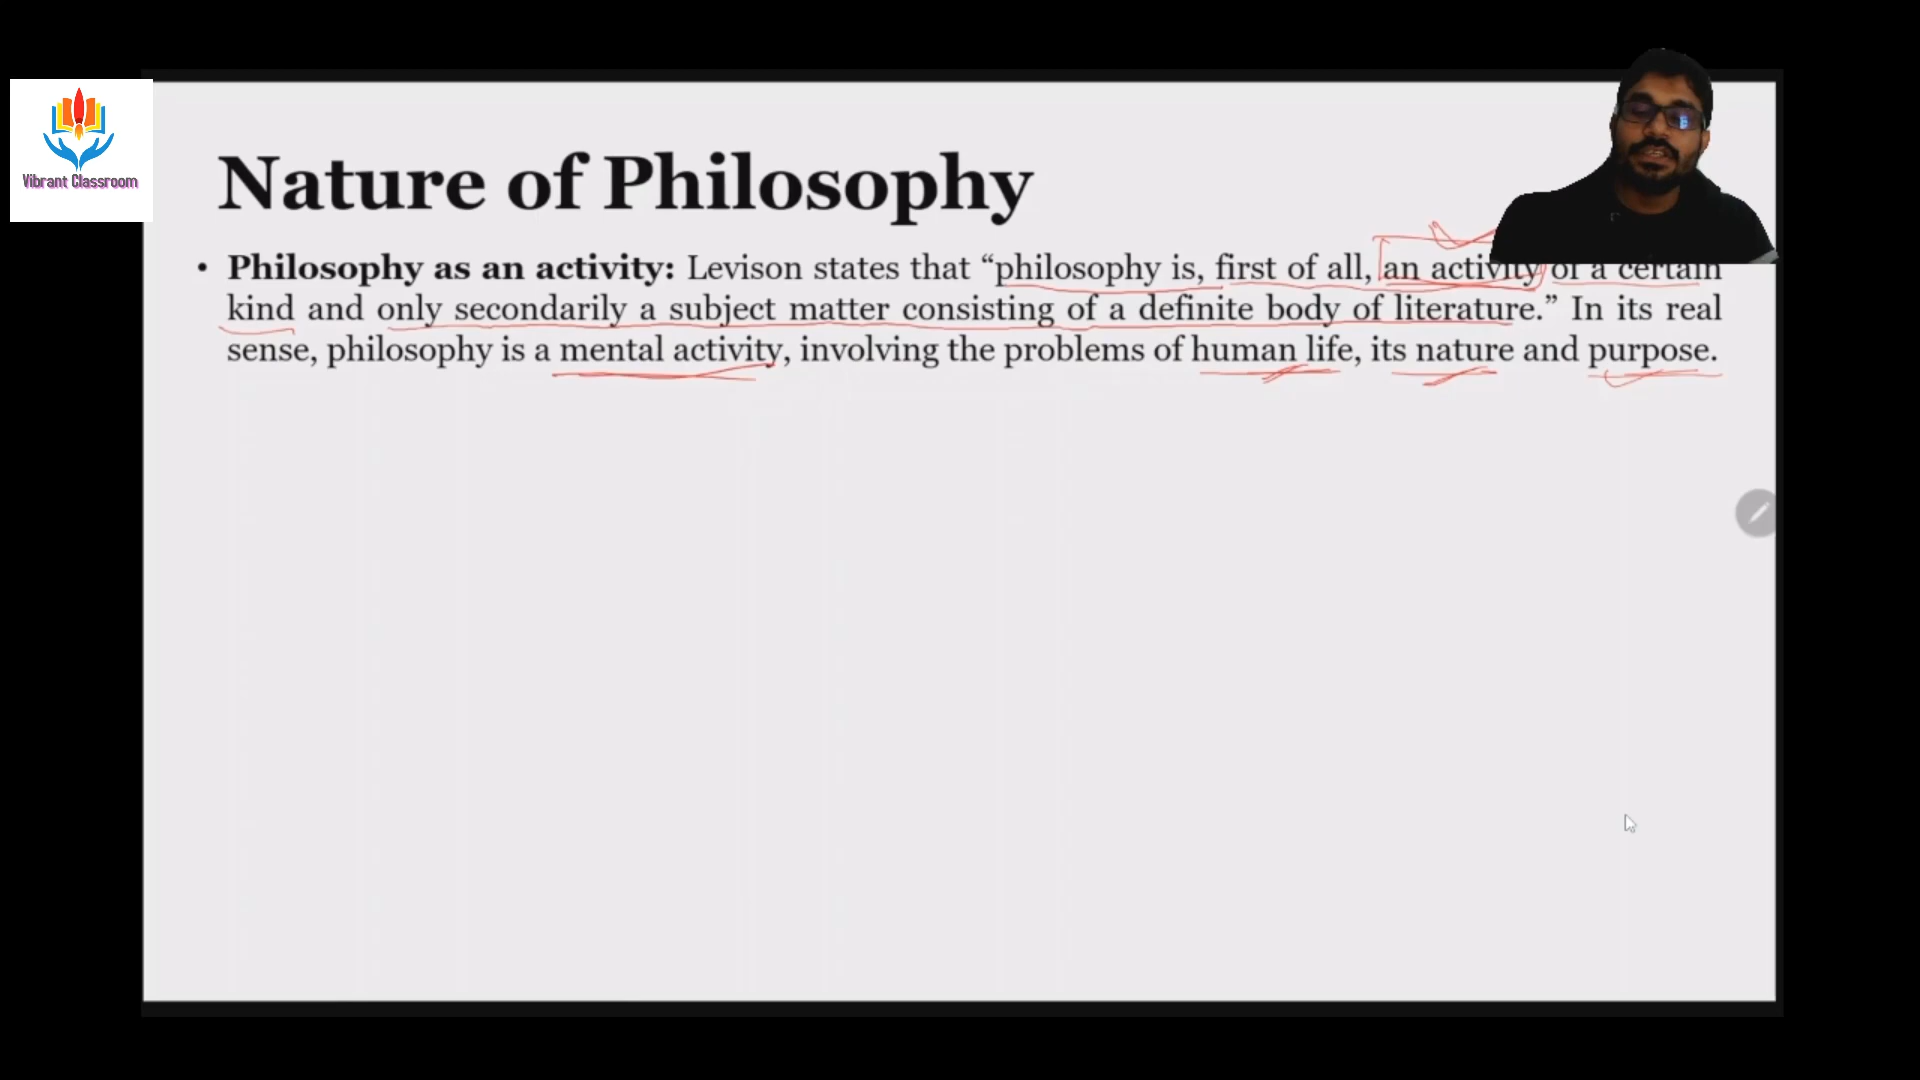 Vibrant Classroom
Nature of Philosophy
• Philosophy as an activity: Levison states that “philosophy is, first of all, an activity of a certain
kind and only secondarily a subject matter consisting of a definite body of literature.” In its real
sense, philosophy is a mental activity, involving the problems of human life, its nature and purpose.